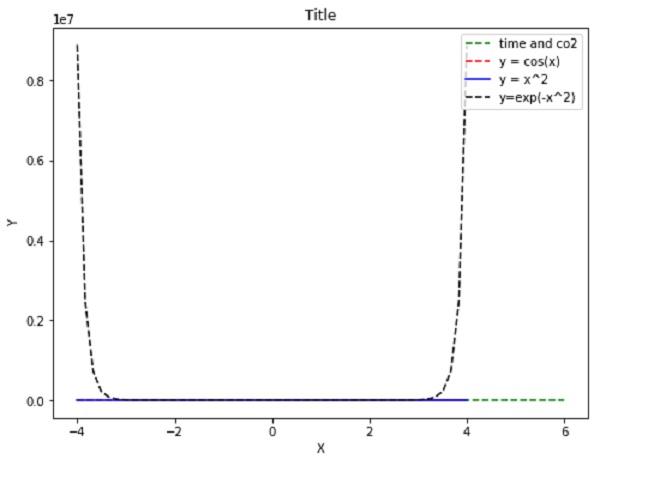 Title
1e7
time and co2
y = cos(x)
y = x^2
y=exp(-x^2)
0.8
0.6
0.4
0.2
0.0
Y
−4
−2
0
2
4
6
X